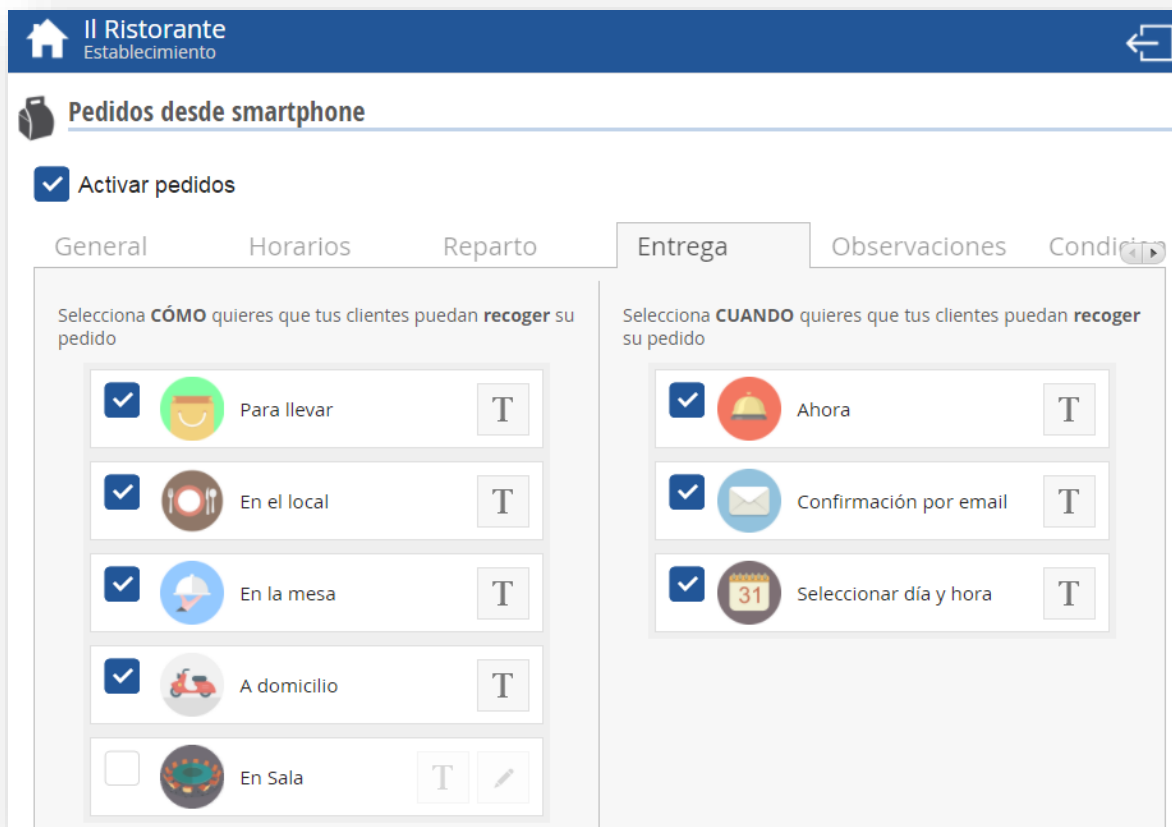 Il Ristorante
Establecimiento
Pedidos desde smartphone
Activar pedidos
General
Horarios
Reparto
Entrega
Observaciones
Selecciona CÓMO quieres que tus clientes puedan recoger su
pedido
Para llevar
T
En el local
T
En la mesa
T
A domicilio
T
En Sala
T
Selecciona CUANDO quieres que tus clientes puedan recoger
su pedido
Ahora
T
Confirmación por email
T
31
Seleccionar día y hora
T